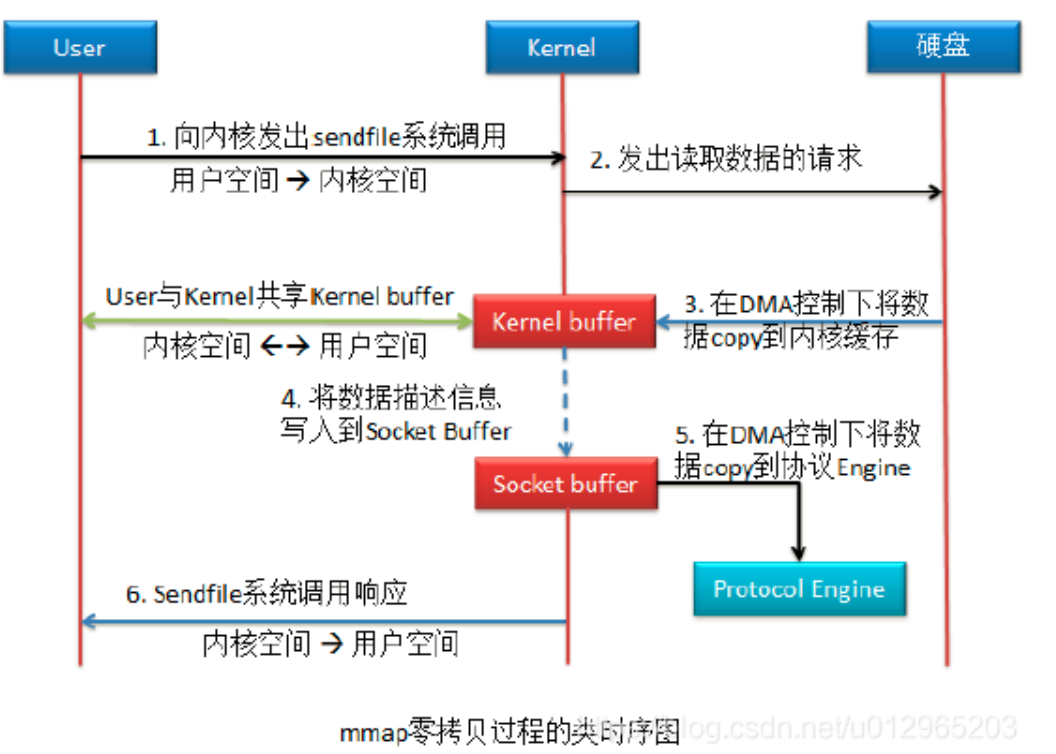 User
Kernel
硬盘
1. 向内核发出sendfile系统调用
用户空间 → 内核空间
2. 发出读取数据的请求
User与Kernel共享Kernel buffer
内核空间 ←→ 用户空间
Kernel buffer
3. 在DMA控制下将数
据copy到内核缓存
4. 将数据描述信息
写入到Socket Buffer
5. 在DMA控制下将数
据copy到协议Engine
Socket buffer
Protocol Engine
6. Sendfile系统调用响应
内核空间 → 用户空间
mmap零拷贝过程的类时序图
log.csdn.net/u012965203